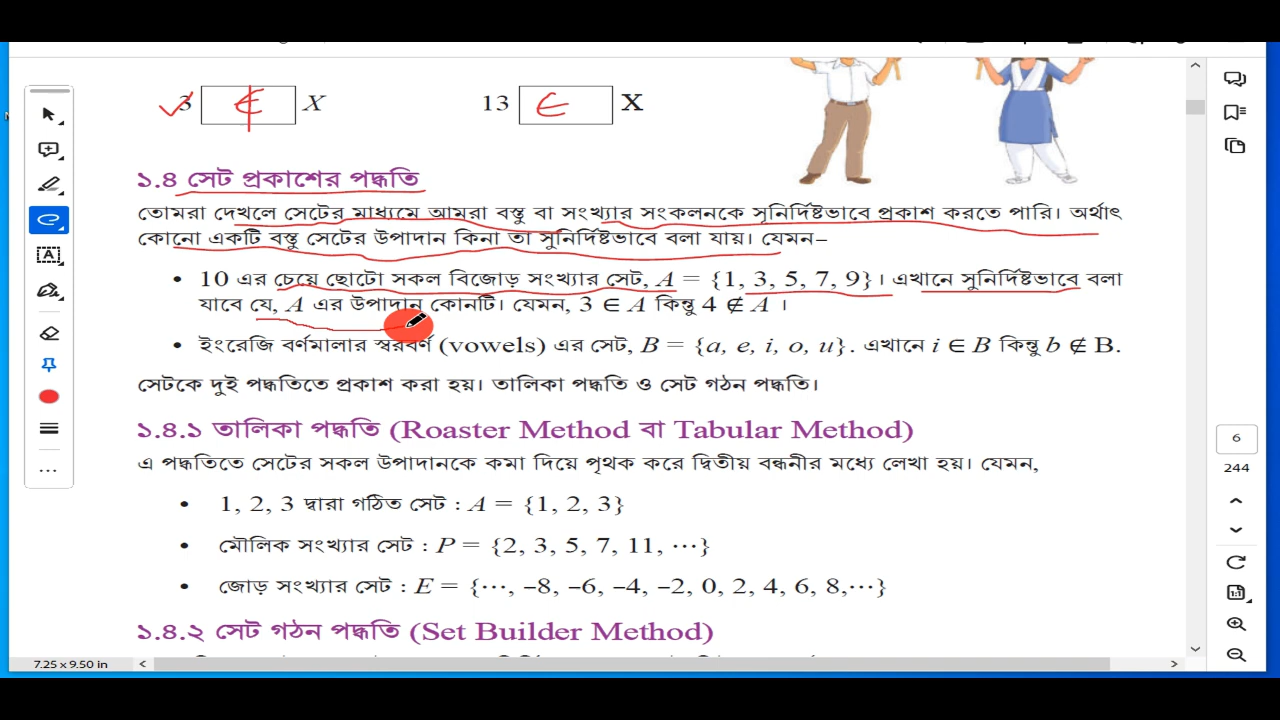 3 ∉ X 13 ∈ X
১.৪ সেট প্রকাশের পদ্ধতি
তোমরা দেখলে সেটের মাধ্যমে আমরা বস্তু বা সংখ্যার সংকলনকে সুনির্দিষ্টভাবে প্রকাশ করতে পারি। অর্থাৎ
কোনো একটি বস্তু সেটের উপাদান কিনা তা সুনির্দিষ্টভাবে বলা যায়। যেমন–
• 10 এর চেয়ে ছোটো সকল বিজোড় সংখ্যার সেট, A = {1, 3, 5, 7, 9}। এখানে সুনির্দিষ্টভাবে বলা
যাবে যে, A এর উপাদান কোনটি। যেমন, 3 ∈ A কিন্তু 4 ∉ A ।
• ইংরেজি বর্ণমালার স্বরবর্ণ (vowels) এর সেট, B = {a, e, i, o, u}. এখানে i ∈ B কিন্তু b ∉ B.
সেটকে দুই পদ্ধতিতে প্রকাশ করা হয়। তালিকা পদ্ধতি ও সেট গঠন পদ্ধতি।
১.৪.১ তালিকা পদ্ধতি (Roaster Method বা Tabular Method)
এ পদ্ধতিতে সেটের সকল উপাদানকে কমা দিয়ে পৃথক করে দ্বিতীয় বন্ধনীর মধ্যে লেখা হয়। যেমন,
• 1, 2, 3 দ্বারা গঠিত সেট : A = {1, 2, 3}
• মৌলিক সংখ্যার সেট : P = {2, 3, 5, 7, 11, ⋯}
• জোড় সংখ্যার সেট : E = {⋯, –8, –6, –4, –2, 0, 2, 4, 6, 8,⋯}
১.৪.২ সেট গঠন পদ্ধতি (Set Builder Method)
7.25 x 9.50 in
6
244